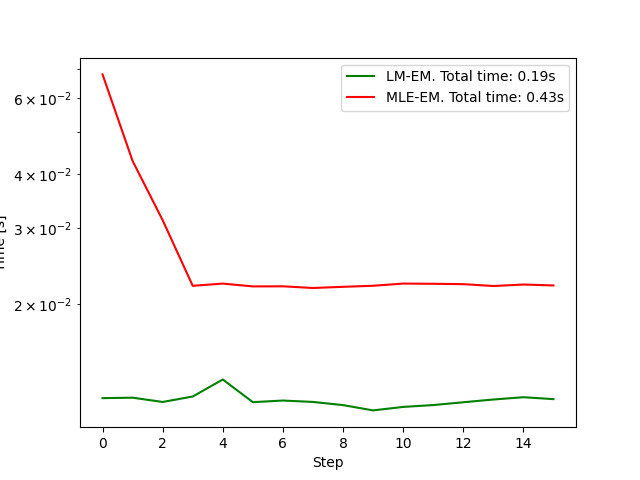 LM-EM. Total time: 0.19s
MLE-EM. Total time: 0.43s
6 × 10⁻²
4 × 10⁻²
3 × 10⁻²
2 × 10⁻²
Time [s]
0 2 4 6 8 10 12 14
Step